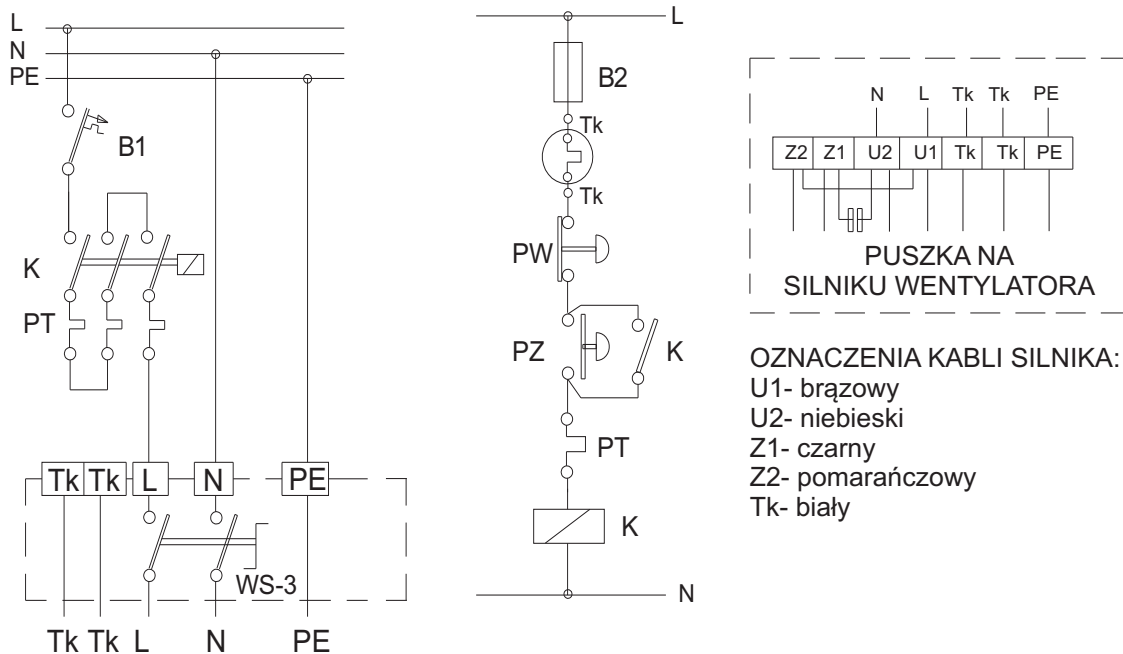 L
N
PE
B1
K
PT
Tk Tk L N PE
WS-3
Tk Tk L N PE
L
B2
Tk
Tk
PW
PZ K
PT
K
N
N L Tk Tk PE
Z2 Z1 U2 U1 Tk Tk PE
PUSZKA NA
SILNIKU WENTYLATORA
OZNACZENIA KABLI SILNIKA:
U1- brązowy
U2- niebieski
Z1- czarny
Z2- pomarańczowy
Tk- biały